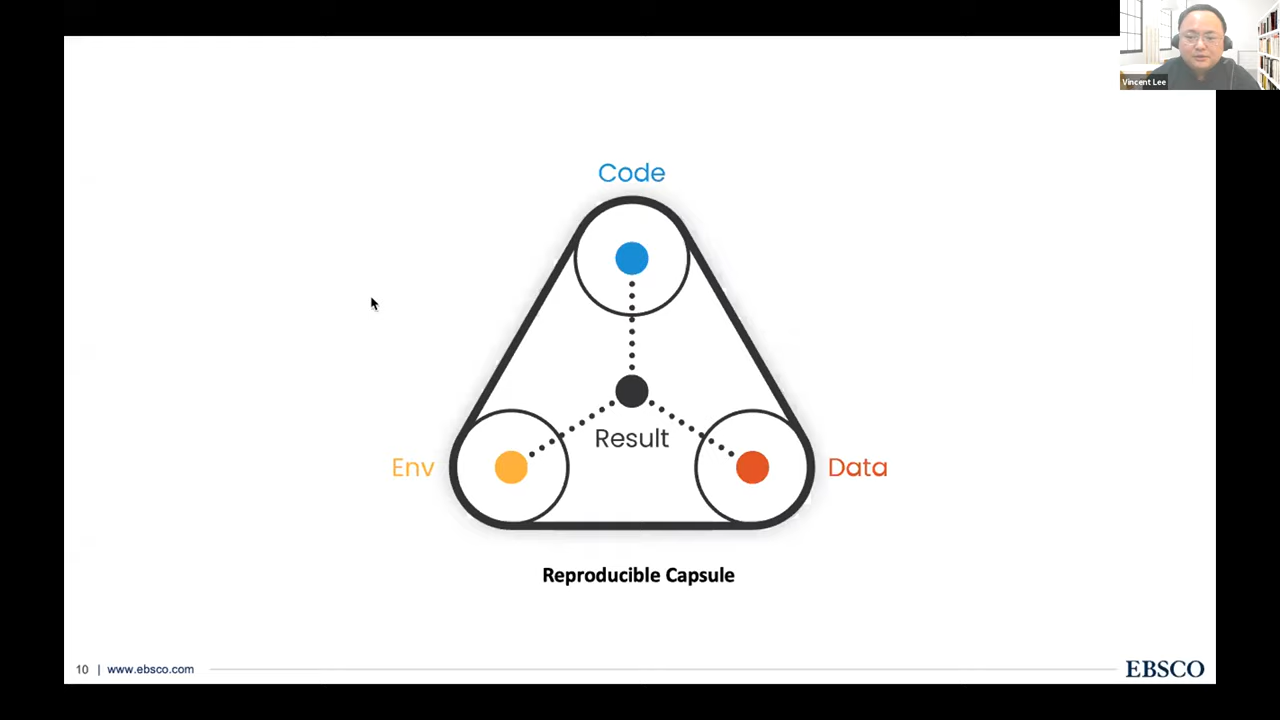 Vincent Lee
Code
Result
Env
Data
Reproducible Capsule
10 | www.ebsco.com
EBSCO